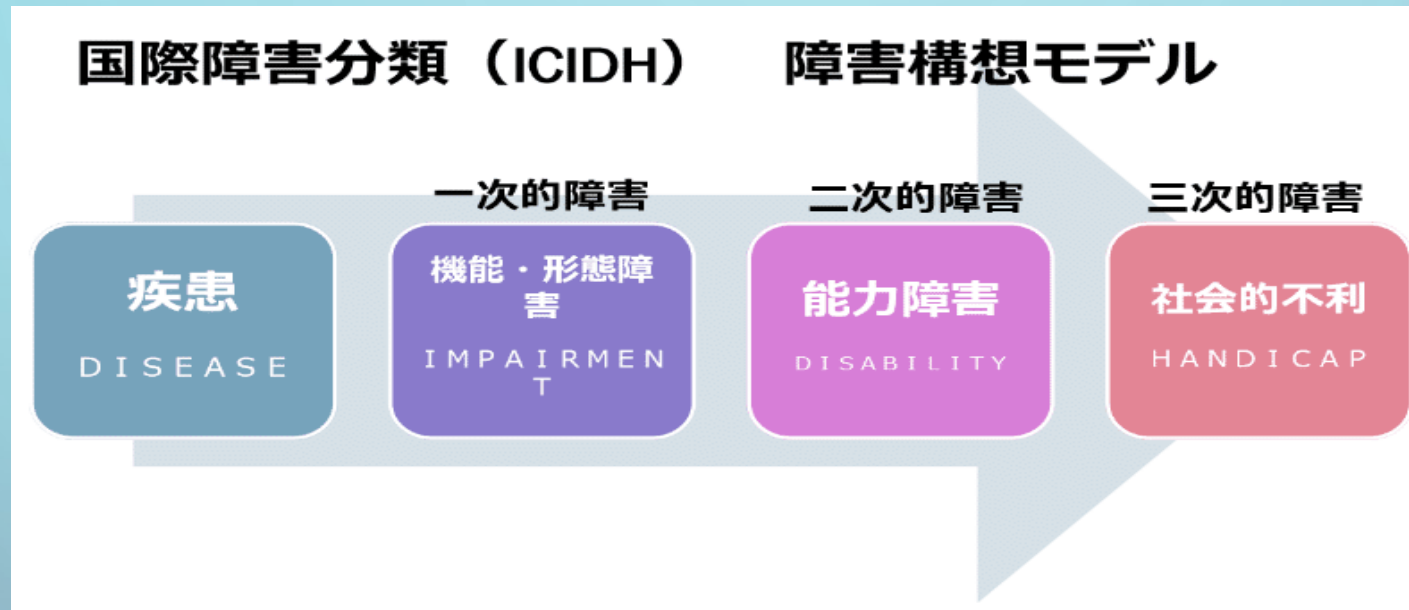 国際障害分類（ICIDH）　障害構想モデル
一次的障害
二次的障害
三次的障害
疾患
ＤＩＳＥＡＳＥ
機能・形態障
害
ＩＭＰＡＩＲＭＥＮ
Ｔ
能力障害
ＤＩＳＡＢＩＬＩＴＹ
社会的不利
ＨＡＮＤＩＣＡＰ